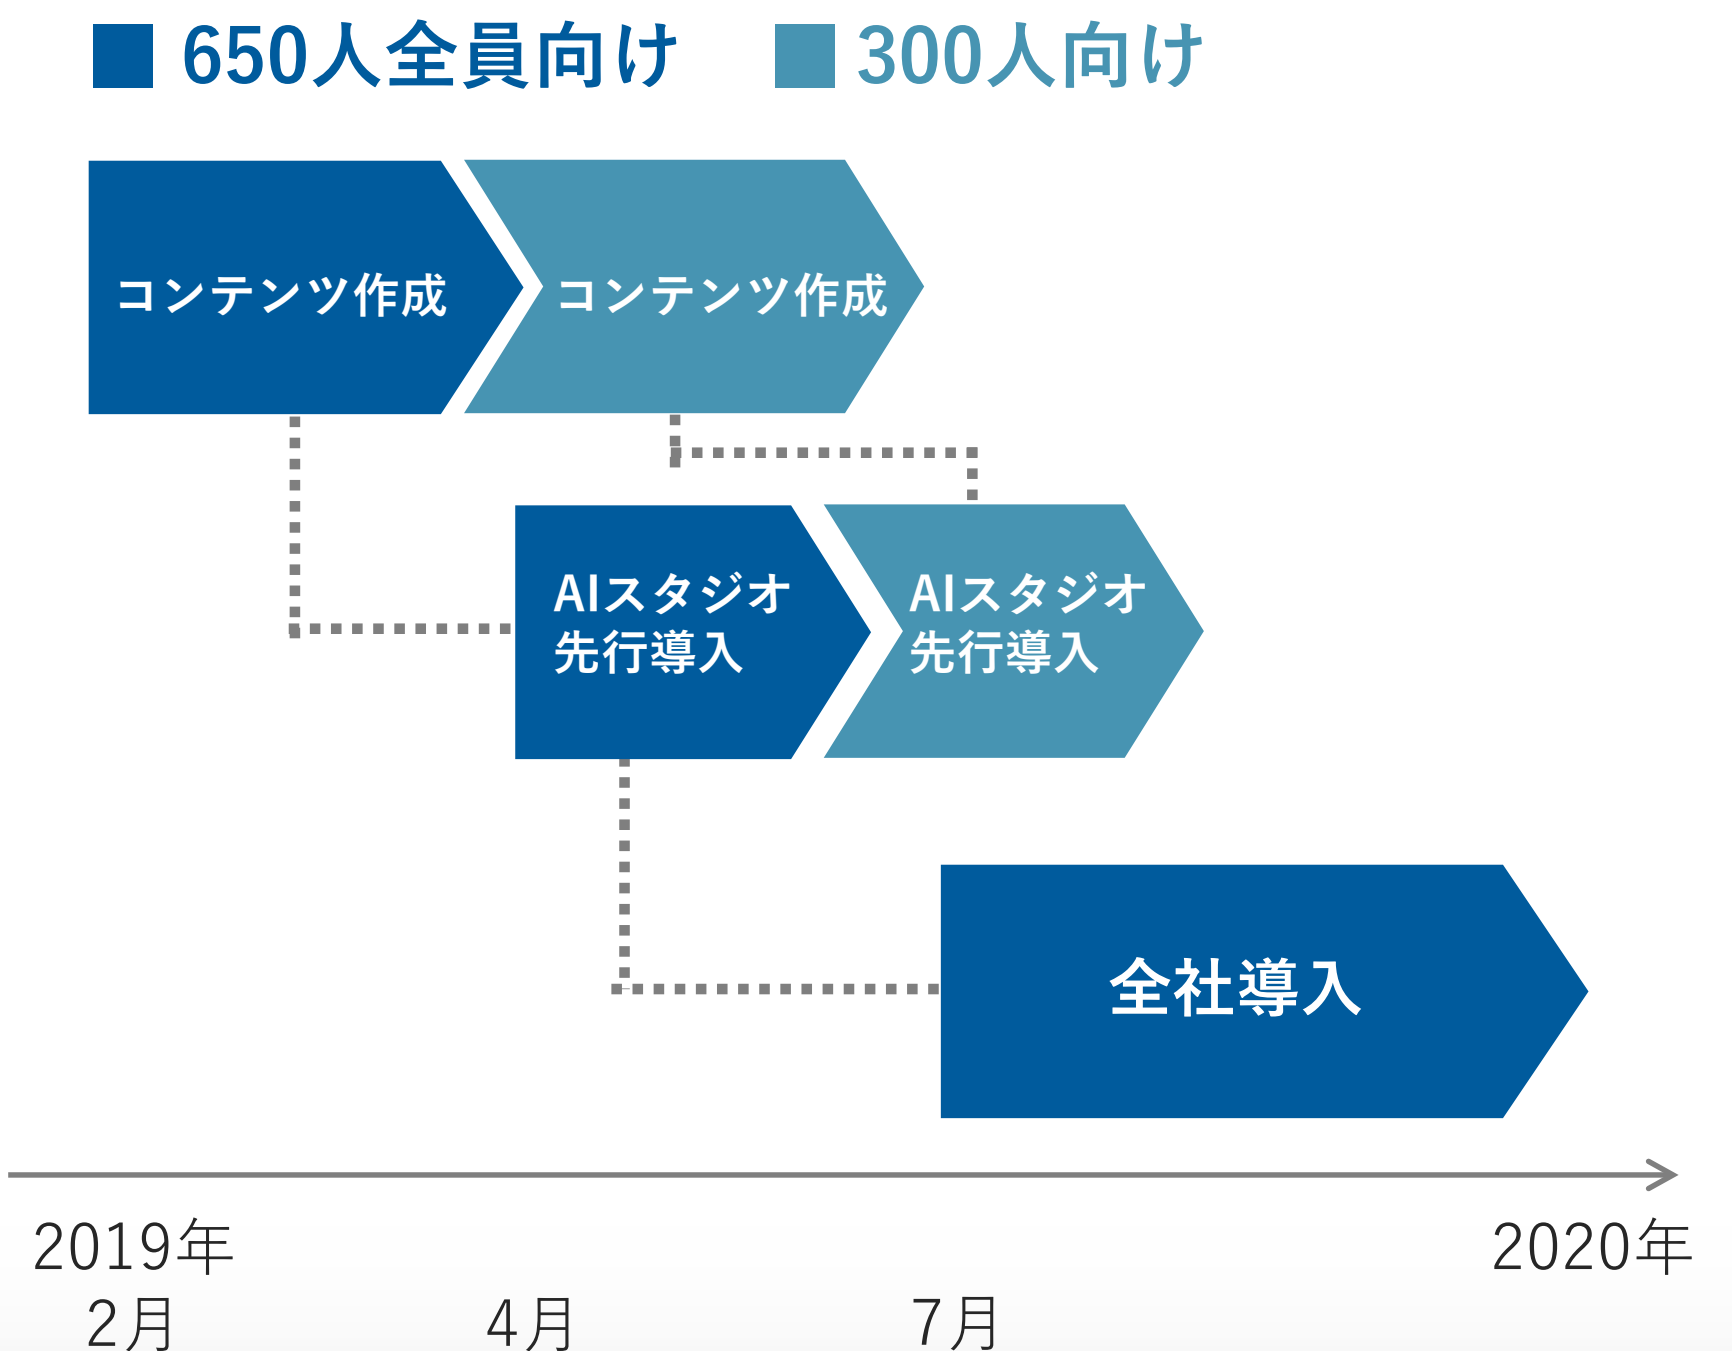 650人全員向け
300人向け
コンテンツ作成
コンテンツ作成
AIスタジオ
先行導入
AIスタジオ
先行導入
全社導入
2019年
2020年
2月
4月
7月